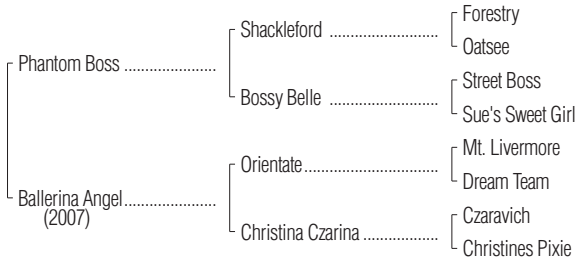 Forestry
Shackleford
Oatsee
Phantom Boss
Street Boss
Bossy Belle
Sue's Sweet Girl
Mt. Livermore
Orientate
Dream Team
Ballerina Angel
(2007)
Czaravich
Christina Czarina
Christines Pixie